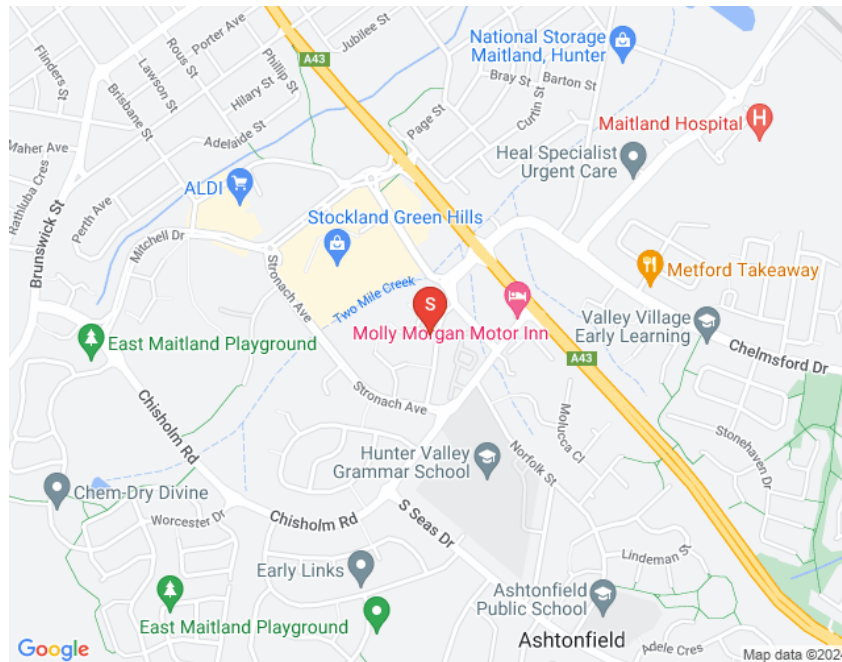 Porter Ave
Jubilee St
Flinders St
Rous St
Lawson St
Phillip St
A43
National Storage
Maitland, Hunter
Bray St
Barton St
Brisbane St
Hilary St
Curtin St
Page St
Adelaide St
Maher Ave
Maitland Hospital
H
Heal Specialist
Urgent Care
Rathluba Cres
ALDI
Perth Ave
Brunswick St
Mitchell Dr
Stockland Green Hills
Stronach Ave
Two Mile Creek
S
Metford Takeaway
Valley Village
Early Learning
Molly Morgan Motor Inn
East Maitland Playground
A43
Chelmsford Dr
Stronach Ave
Chisholm Rd
Molucca Cl
Stonehaven Dr
Hunter Valley
Grammar School
Norfolk St
Chem-Dry Divine
Worcester Dr
Chisholm Rd
S Seas Dr
Lindeman St
Early Links
Ashtonfield
Public School
East Maitland Playground
Ashtonfield
Adele Cres
Google
Map data ©2024